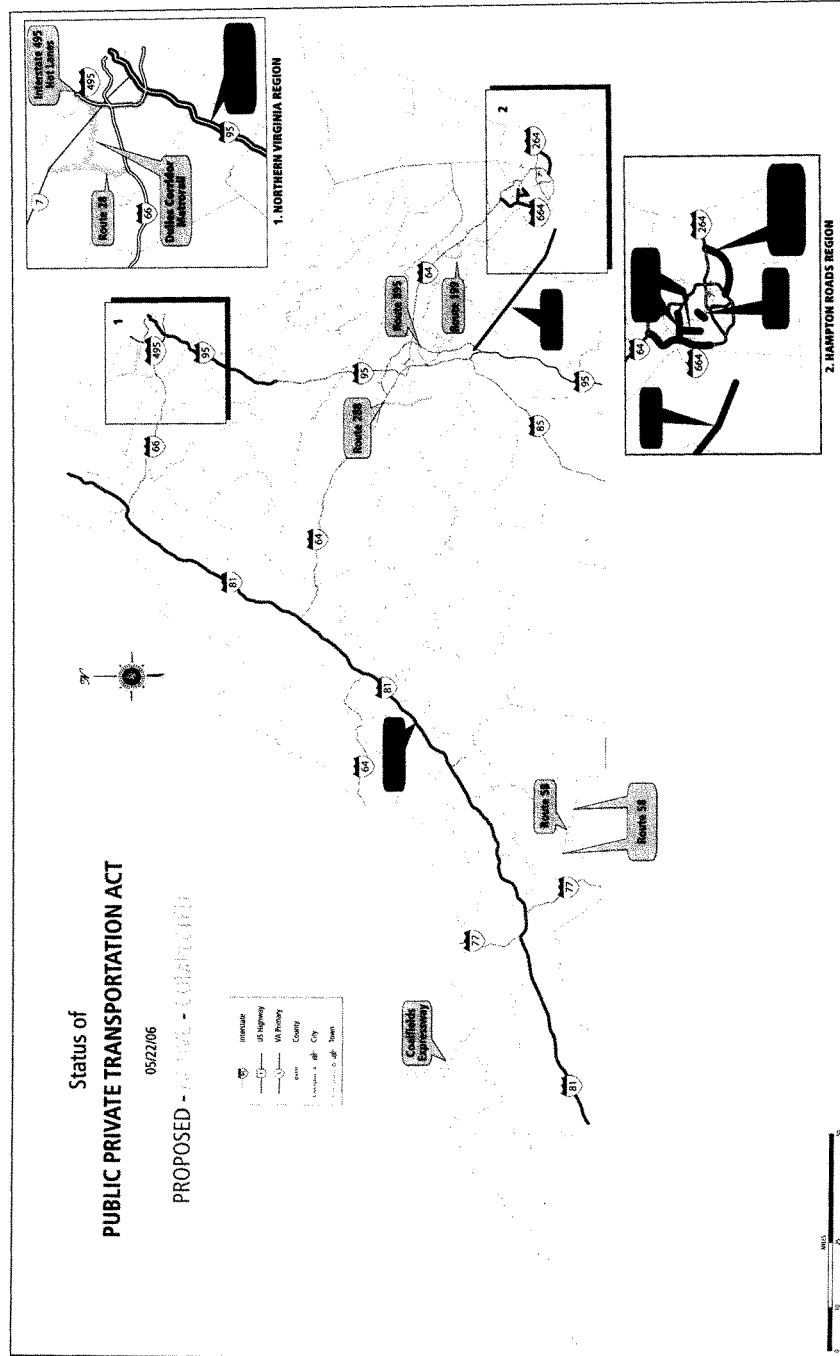 Status of
PUBLIC PRIVATE TRANSPORTATION ACT
05/22/06
PROPOSED -
Interstate
US Highway
VA Primary
County
City
Town
N
81
66
495
95
1
64
81
64
95
Route 288
Route 895
64
Route 199
664
264
2
85
95
77
77
81
Coalfields
Expressway
Route 58
Route 58
Interstate 495
Hot Lanes
495
7
Route 28
66
Dulles Corridor
Metrorail
95
1. NORTHERN VIRGINIA REGION
64
664
264
2. HAMPTON ROADS REGION
MILES